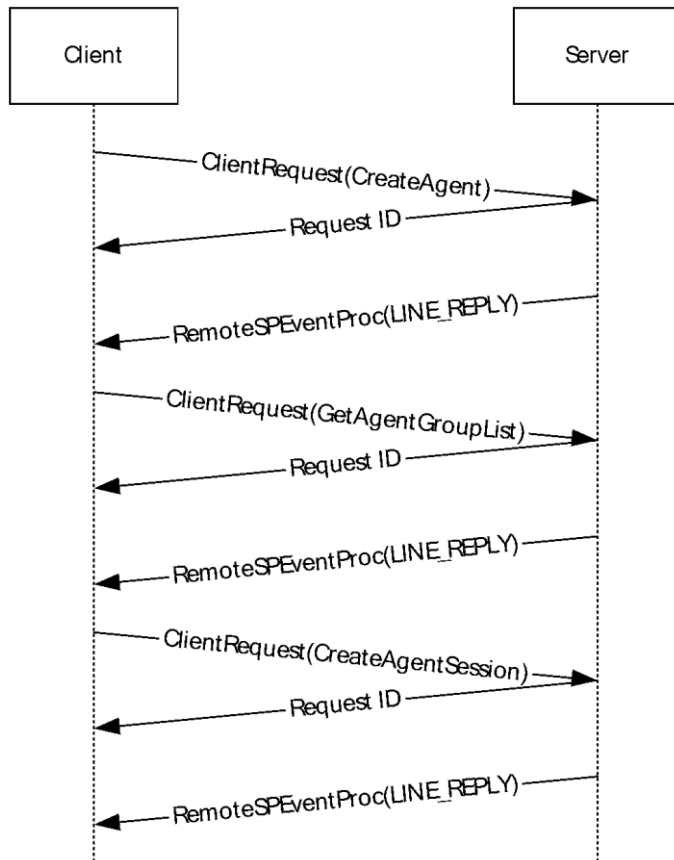 Client
Server
ClientRequest(CreateAgent)
Request ID
RemoteSPEventProc(LINE_REPLY)
ClientRequest(GetAgentGroupList)
Request ID
RemoteSPEventProc(LINE_REPLY)
ClientRequest(CreateAgentSession)
Request ID
RemoteSPEventProc(LINE_REPLY)